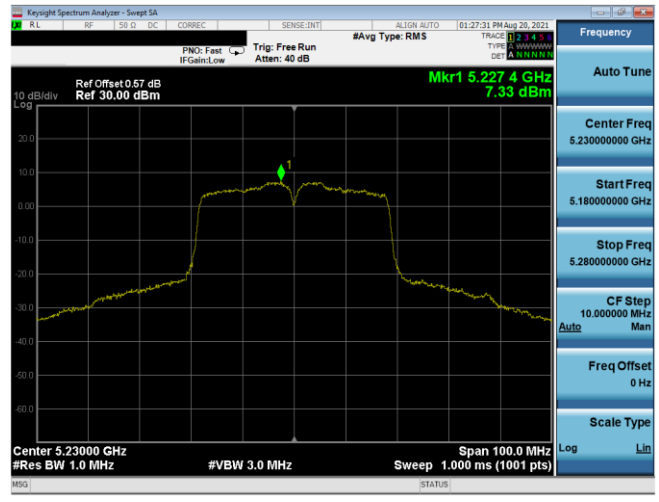 Keysight Spectrum Analyzer - Swept SA
RL RF 50 Ω DC CORREC SENSE:INT ALIGN AUTO 01:27:31 PM Aug 20, 2021
PNO: Fast
IFGain:Low
Trig: Free Run
Atten: 40 dB
#Avg Type: RMS
TRACE 1 2 3 4 5 6
TYPE A WWWWW
DET A NNNNN
Ref Offset 0.57 dB
10 dB/div Ref 30.00 dBm
Log
Mkr1 5.227 4 GHz
7.33 dBm
20.0
10.0
1
0.00
-10.0
-20.0
-30.0
-40.0
-50.0
-60.0
Center 5.23000 GHz Span 100.0 MHz
#Res BW 1.0 MHz #VBW 3.0 MHz Sweep 1.000 ms (1001 pts)
MSG STATUS
Frequency
Auto Tune
Center Freq
5.230000000 GHz
Start Freq
5.180000000 GHz
Stop Freq
5.280000000 GHz
CF Step
10.000000 MHz
Auto Man
Freq Offset
0 Hz
Scale Type
Log Lin